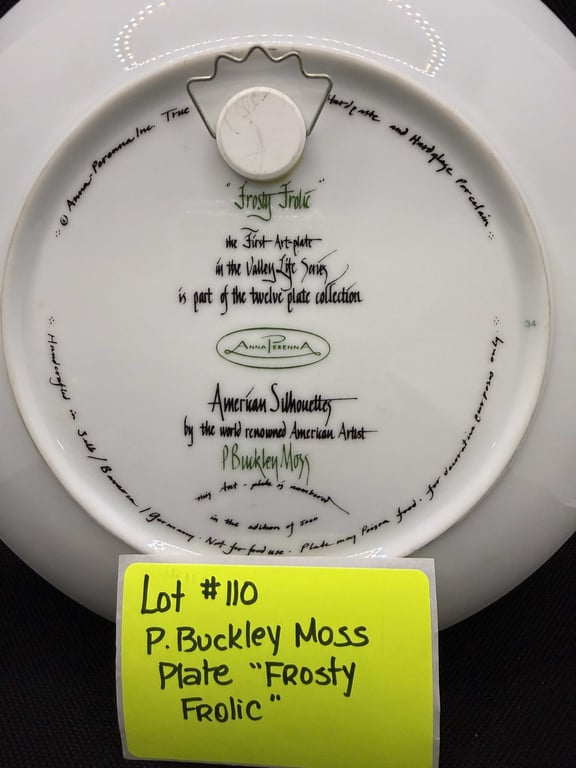 © Anna-Perenna Inc True Hardpaste and Hardglaze Porcelain
"Frosty Frolic"
the First Art-plate
in the Valley Life Series
is part of the twelve plate collection
ANNAPERENNA
American Silhouettes
by the world renowned American Artist
P Buckley Moss
this Art-plate is numbered
in the edition of 5000
Handcrafted in Selb/Bavaria/Germany. Not for food use. Plate may Poison food. For decorative purposes only.
34
Lot #110
P. Buckley Moss
Plate "Frosty
Frolic"